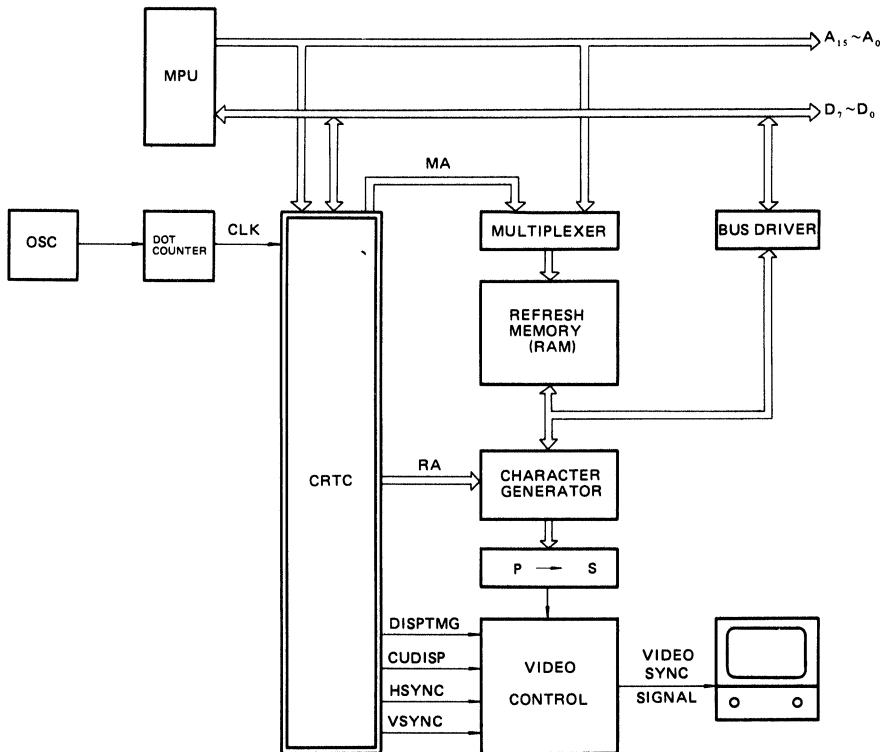 A₁₅~A₀
MPU
D₇~D₀
MA
CLK
OSC
DOT
COUNTER
MULTIPLEXER
BUS DRIVER
REFRESH
MEMORY
(RAM)
RA
CRTC
CHARACTER
GENERATOR
P → S
DISPTMG
CUDISP
HSYNC
VSYNC
VIDEO
CONTROL
VIDEO
SYNC
SIGNAL